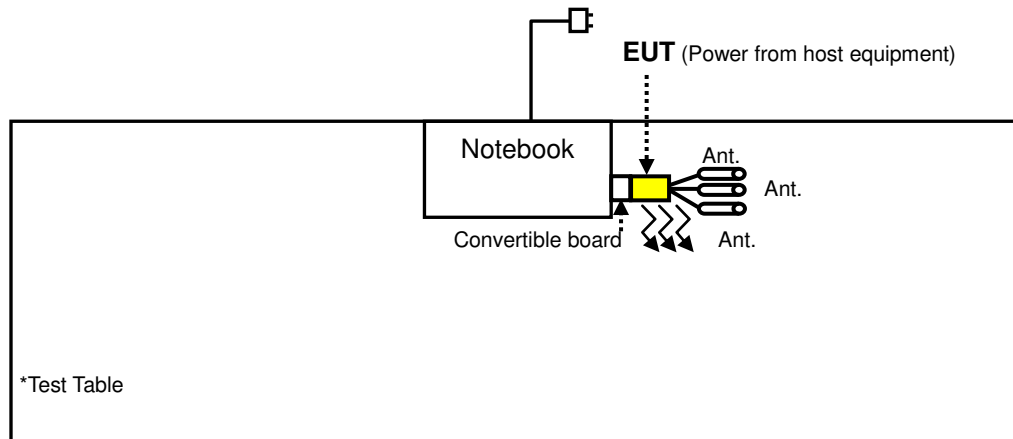 EUT (Power from host equipment)
Notebook
Ant.
Ant.
Convertible board
Ant.
*Test Table